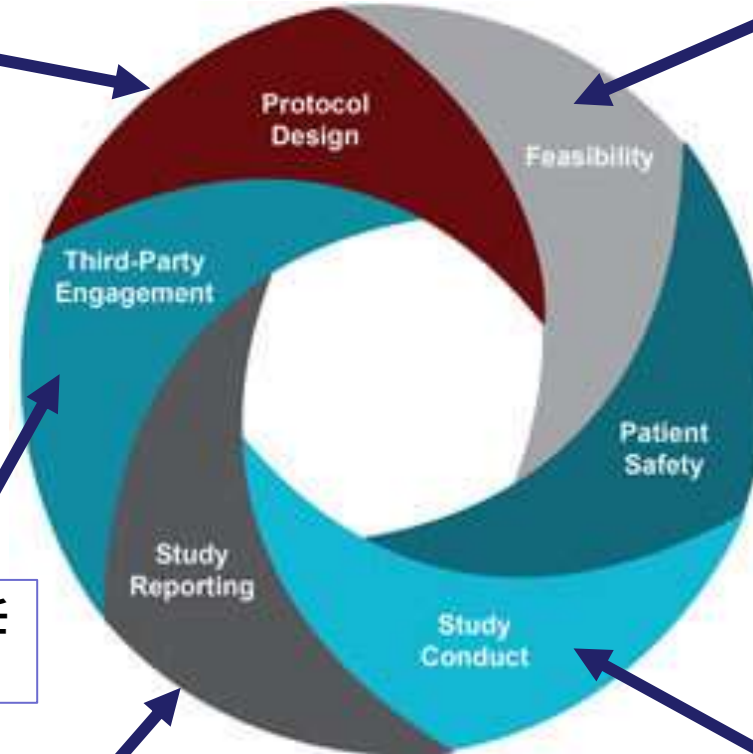 Protocol
Design
Feasibility
Third-Party
Engagement
Patient
Safety
Study
Reporting
Study
Conduct